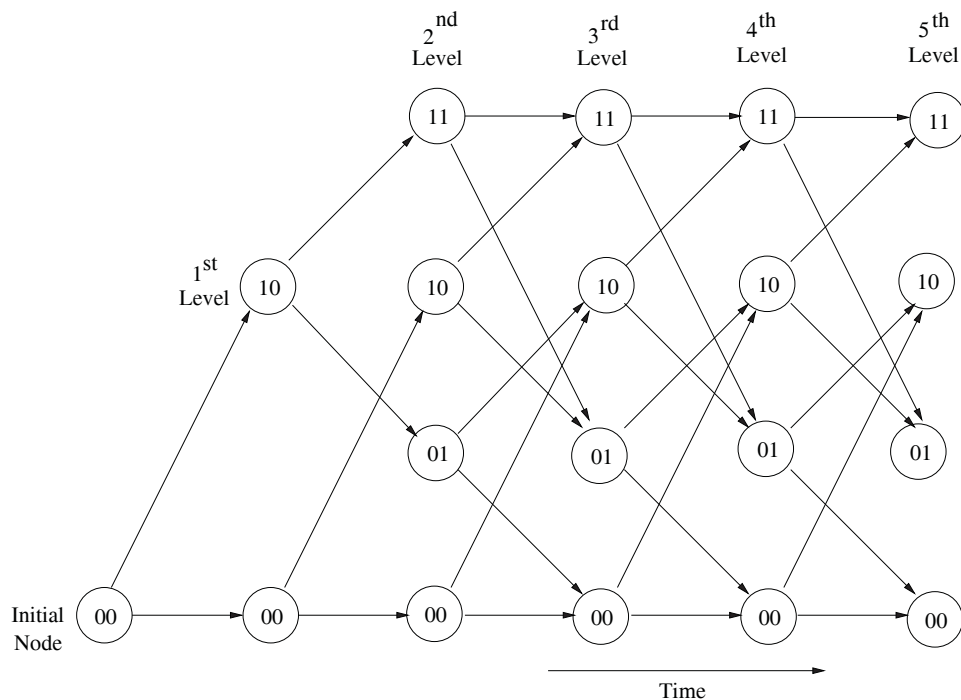 2nd 3rd 4th 5th
Level Level Level Level
11 11 11 11
1st
Level
10 10 10 10 10
01 01 01 01
Initial
Node
00 00 00 00 00 00
Time